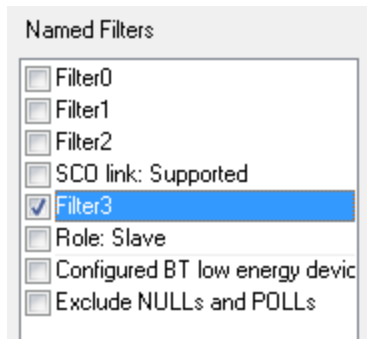 Named Filters
Filter0
Filter1
Filter2
SCO link: Supported
Filter3
Role: Slave
Configured BT low energy devic
Exclude NULLs and POLLs